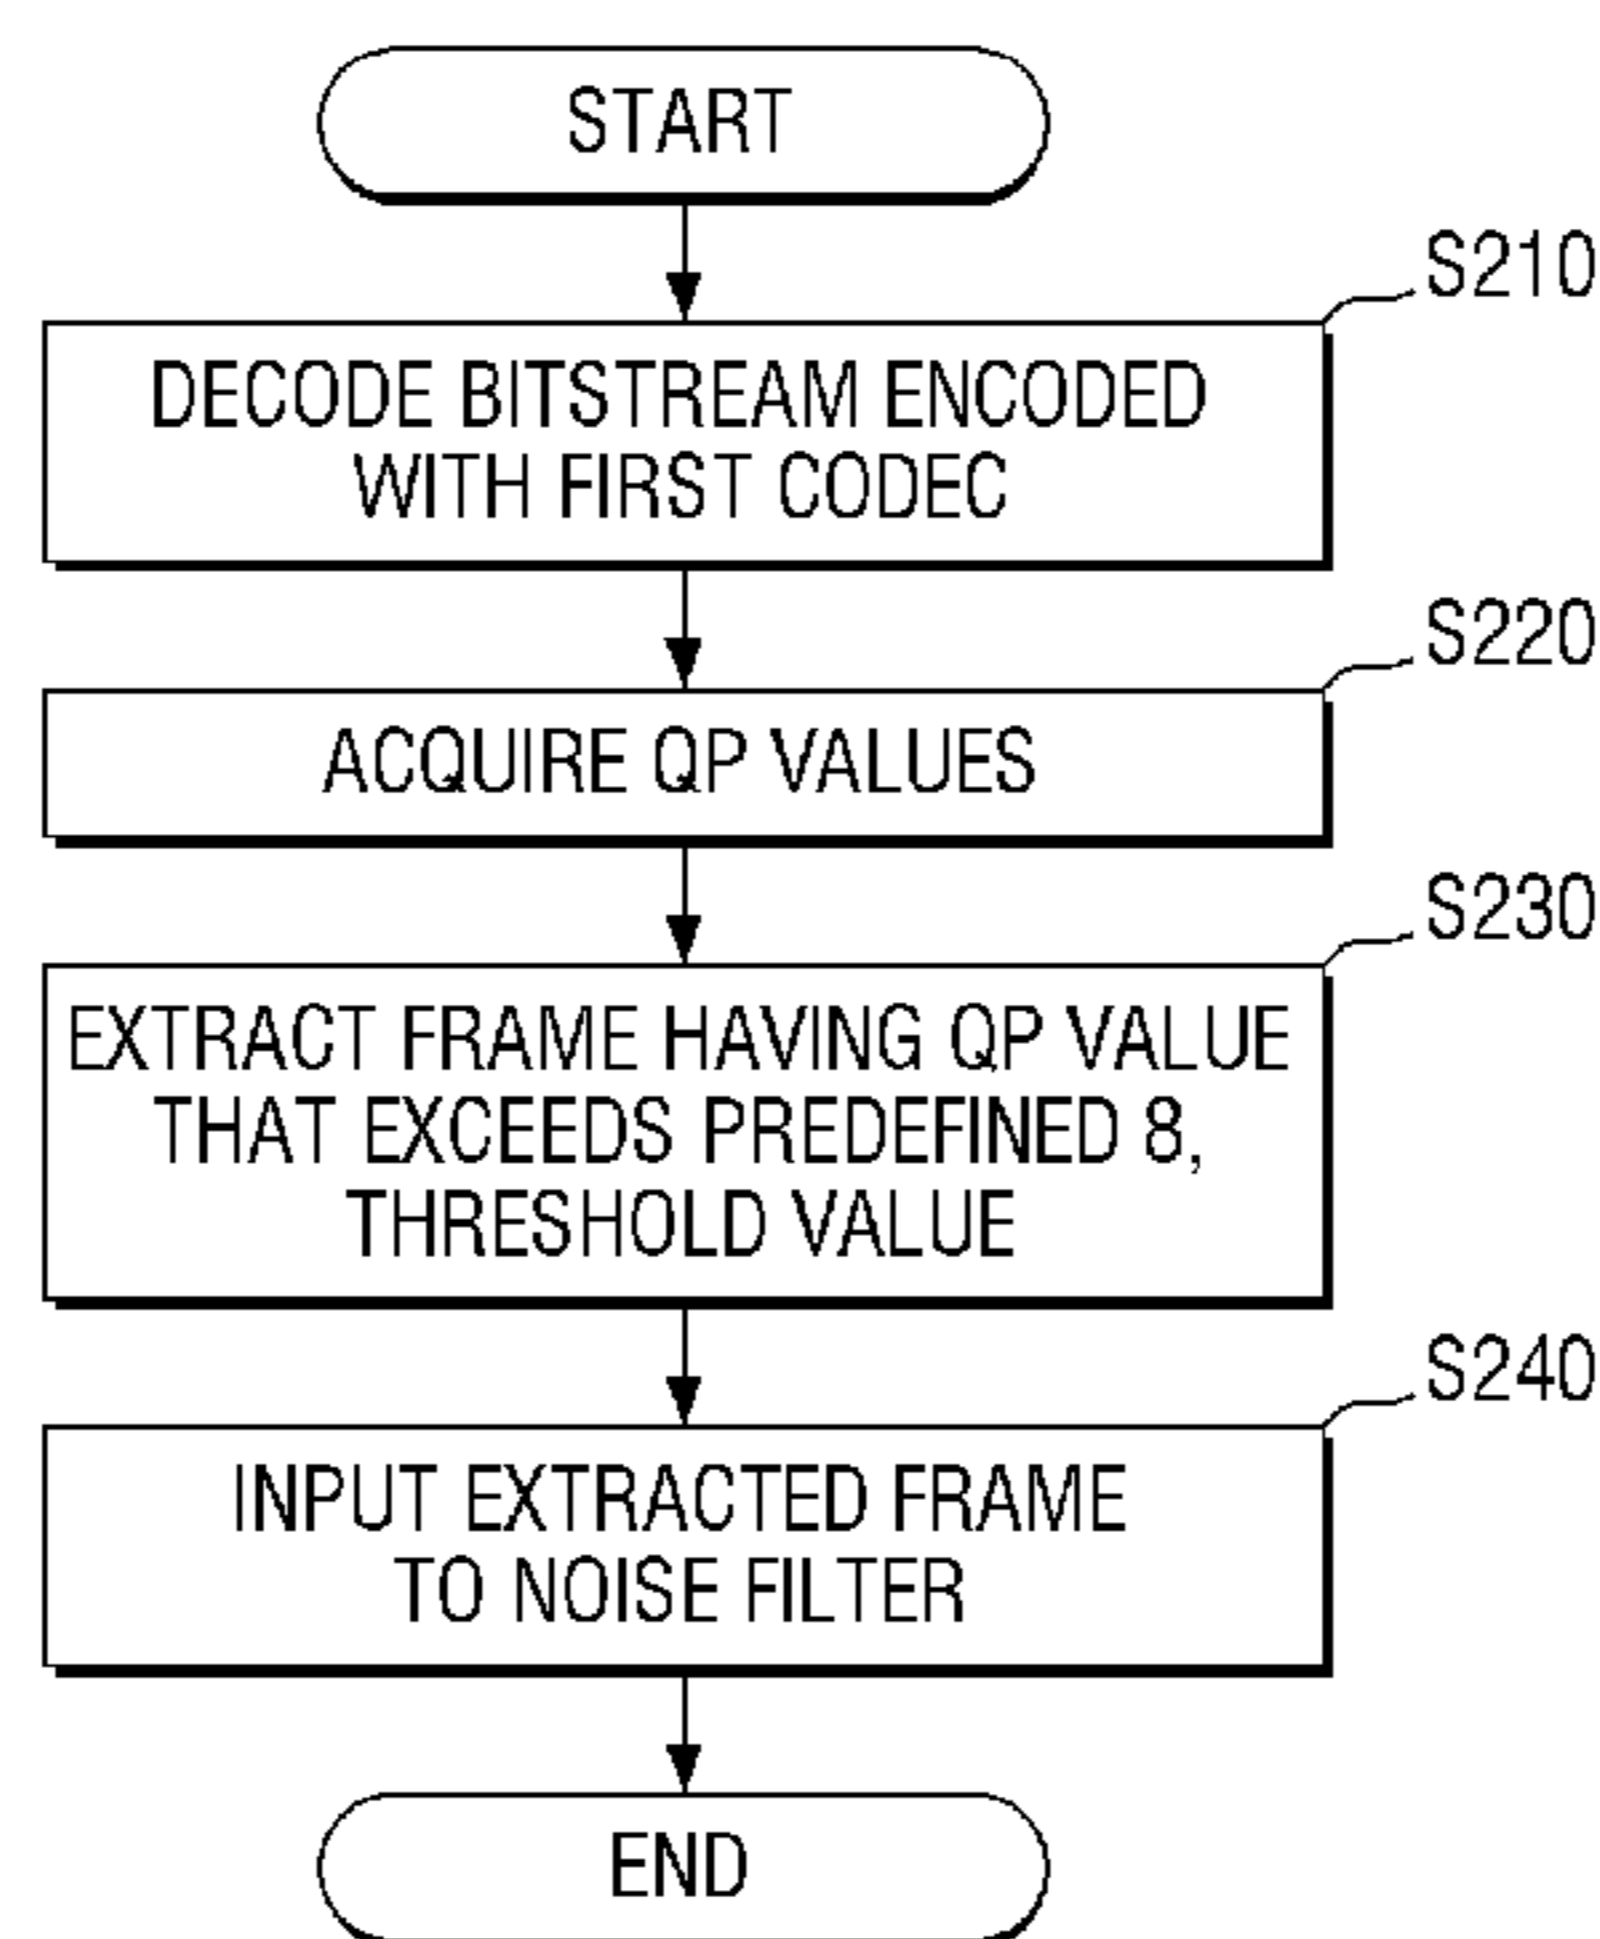 START
S210
DECODE BITSTREAM ENCODED
WITH FIRST CODEC
S220
ACQUIRE QP VALUES
S230
EXTRACT FRAME HAVING QP VALUE
THAT EXCEEDS PREDEFINED 8,
THRESHOLD VALUE
S240
INPUT EXTRACTED FRAME
TO NOISE FILTER
END